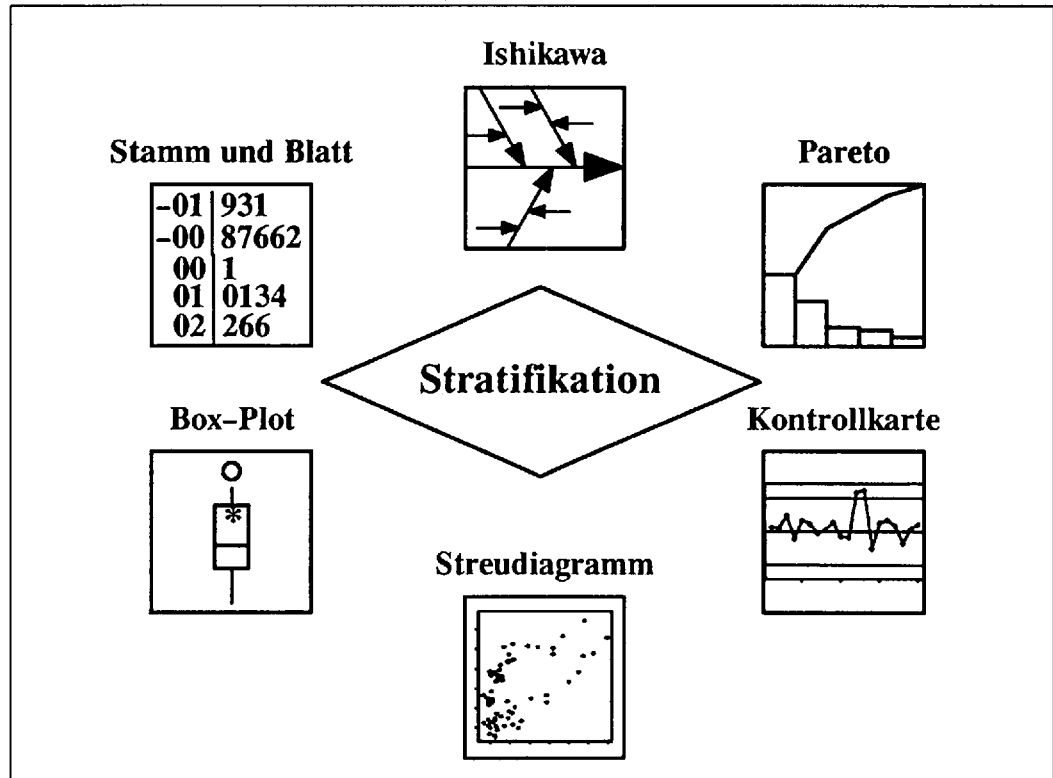 Ishikawa
Stamm und Blatt
-01 | 931
-00 | 87662
00 | 1
01 | 0134
02 | 266
Pareto
Stratifikation
Box-Plot
Kontrollkarte
Streudiagramm